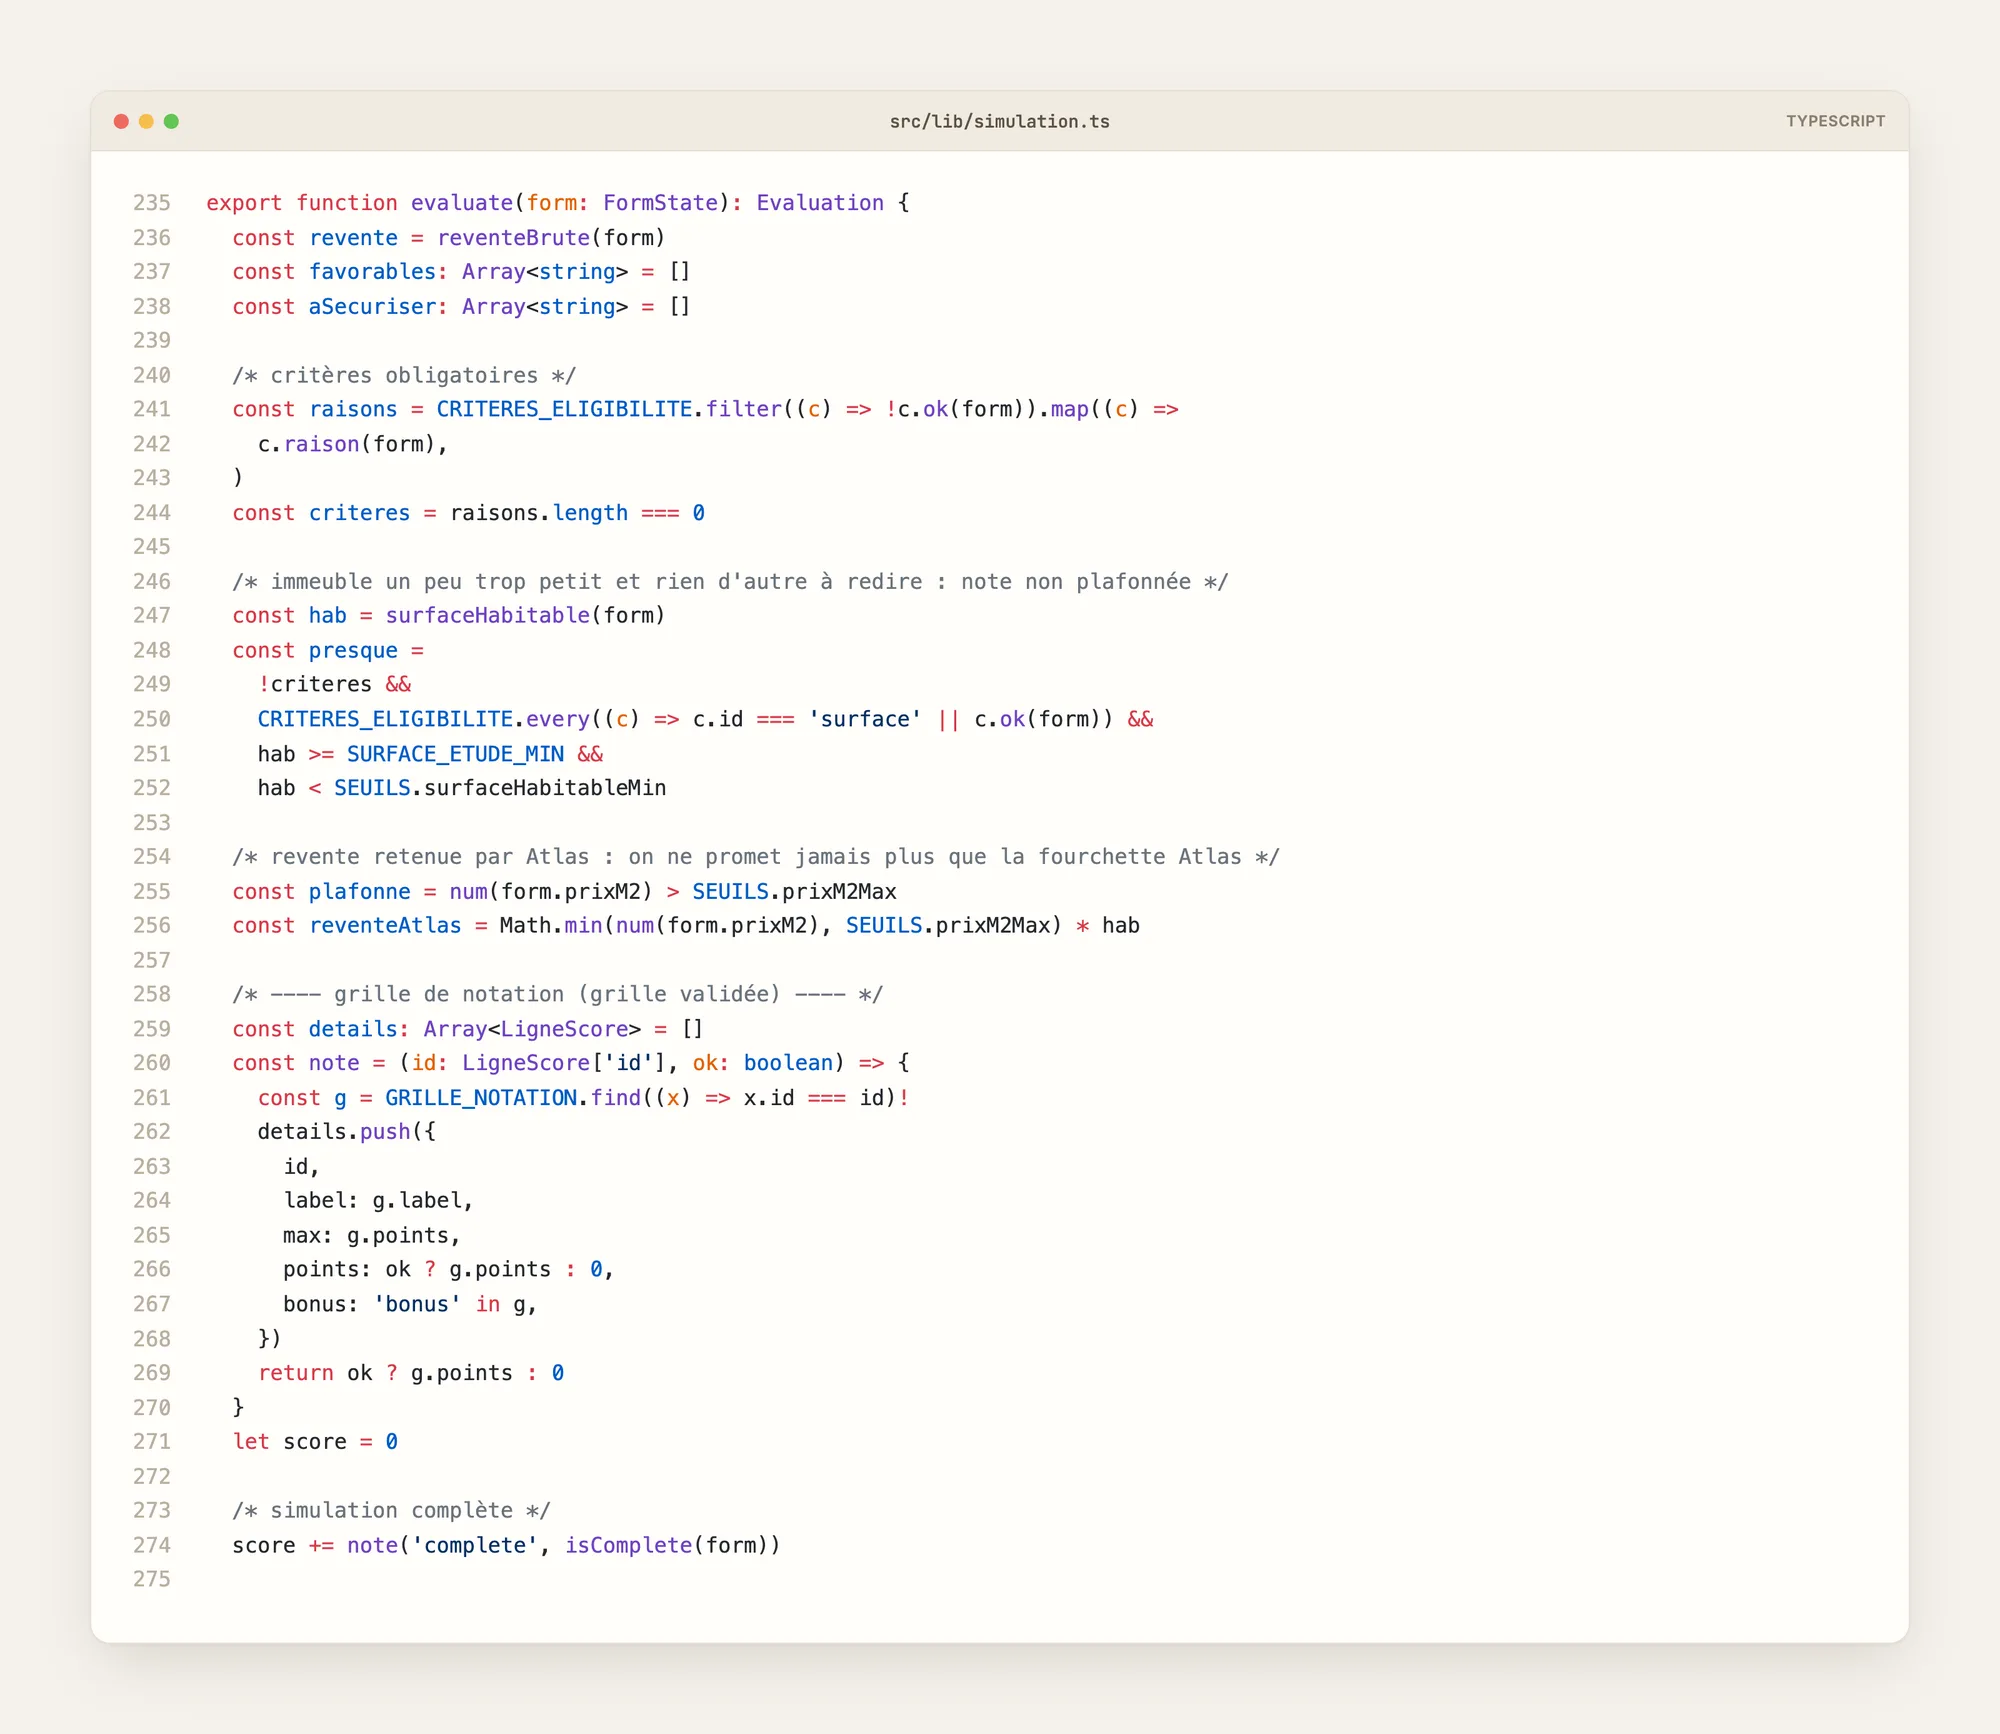 src/lib/simulation.ts
TYPESCRIPT
235 export function evaluate(form: FormState): Evaluation {
236   const revente = reventeBrute(form)
237   const favorables: Array<string> = []
238   const aSecuriser: Array<string> = []
239
240   /* critères obligatoires */
241   const raisons = CRITERES_ELIGIBILITE.filter((c) => !c.ok(form)).map((c) =>
242     c.raison(form),
243   )
244   const criteres = raisons.length === 0
245
246   /* immeuble un peu trop petit et rien d'autre à redire : note non plafonnée */
247   const hab = surfaceHabitable(form)
248   const presque =
249     !criteres &&
250     CRITERES_ELIGIBILITE.every((c) => c.id === 'surface' || c.ok(form)) &&
251     hab >= SURFACE_ETUDE_MIN &&
252     hab < SEUILS.surfaceHabitableMin
253
254   /* revente retenue par Atlas : on ne promet jamais plus que la fourchette Atlas */
255   const plafonne = num(form.prixM2) > SEUILS.prixM2Max
256   const reventeAtlas = Math.min(num(form.prixM2), SEUILS.prixM2Max) * hab
257
258   /* ---- grille de notation (grille validée) ---- */
259   const details: Array<LigneScore> = []
260   const note = (id: LigneScore['id'], ok: boolean) => {
261     const g = GRILLE_NOTATION.find((x) => x.id === id)!
262     details.push({
263       id,
264       label: g.label,
265       max: g.points,
266       points: ok ? g.points : 0,
267       bonus: 'bonus' in g,
268     })
269     return ok ? g.points : 0
270   }
271   let score = 0
272
273   /* simulation complète */
274   score += note('complete', isComplete(form))
275